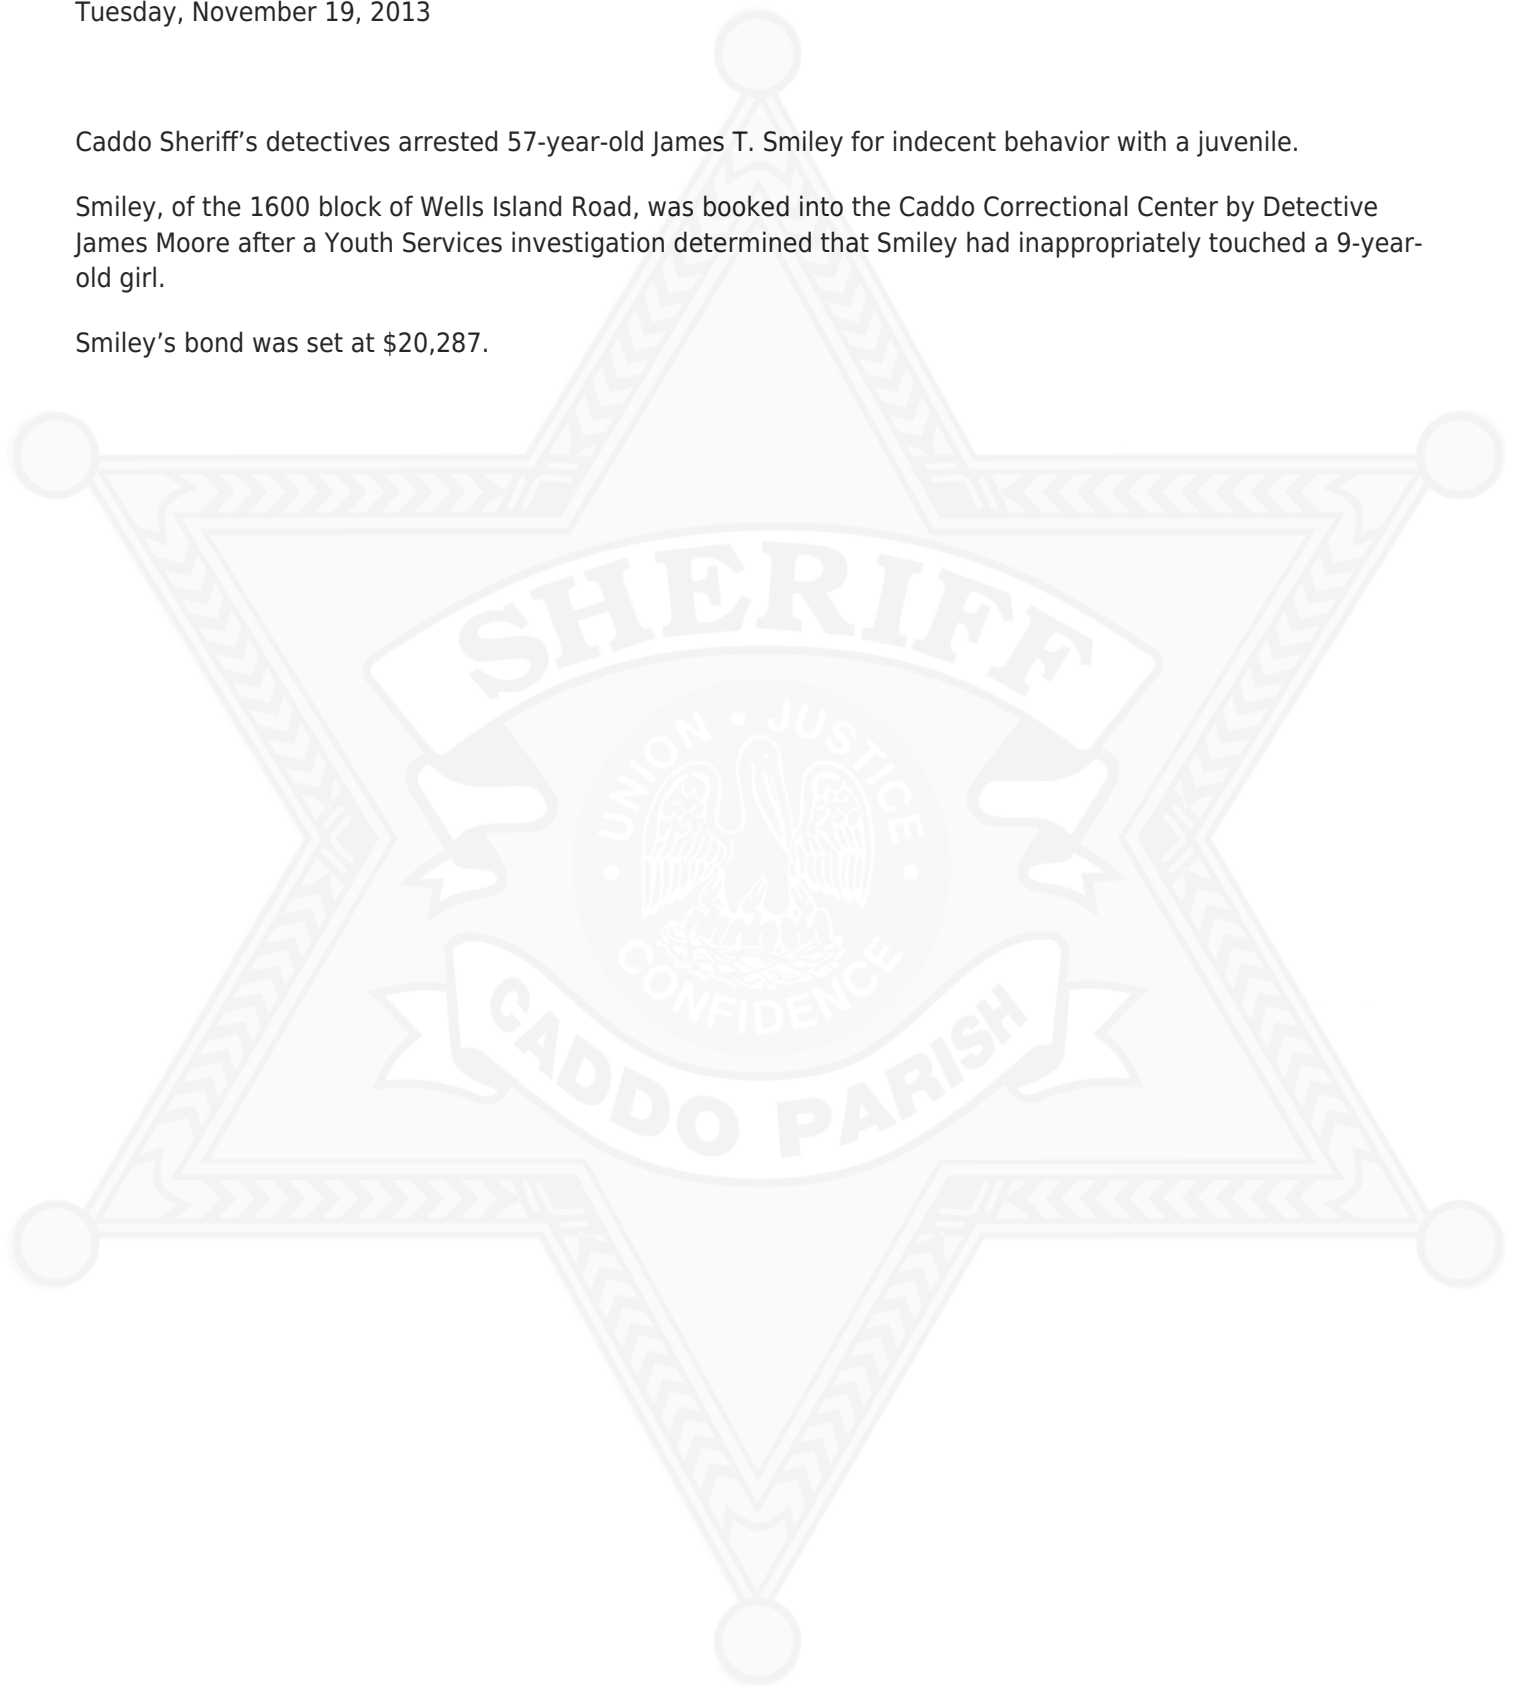 Tuesday, November 19, 2013
Caddo Sheriff’s detectives arrested 57-year-old James T. Smiley for indecent behavior with a juvenile.
Smiley, of the 1600 block of Wells Island Road, was booked into the Caddo Correctional Center by Detective
James Moore after a Youth Services investigation determined that Smiley had inappropriately touched a 9-year-
old girl.
Smiley’s bond was set at $20,287.
SHERIFF
UNION • JUSTICE
• CONFIDENCE •
CADDO PARISH